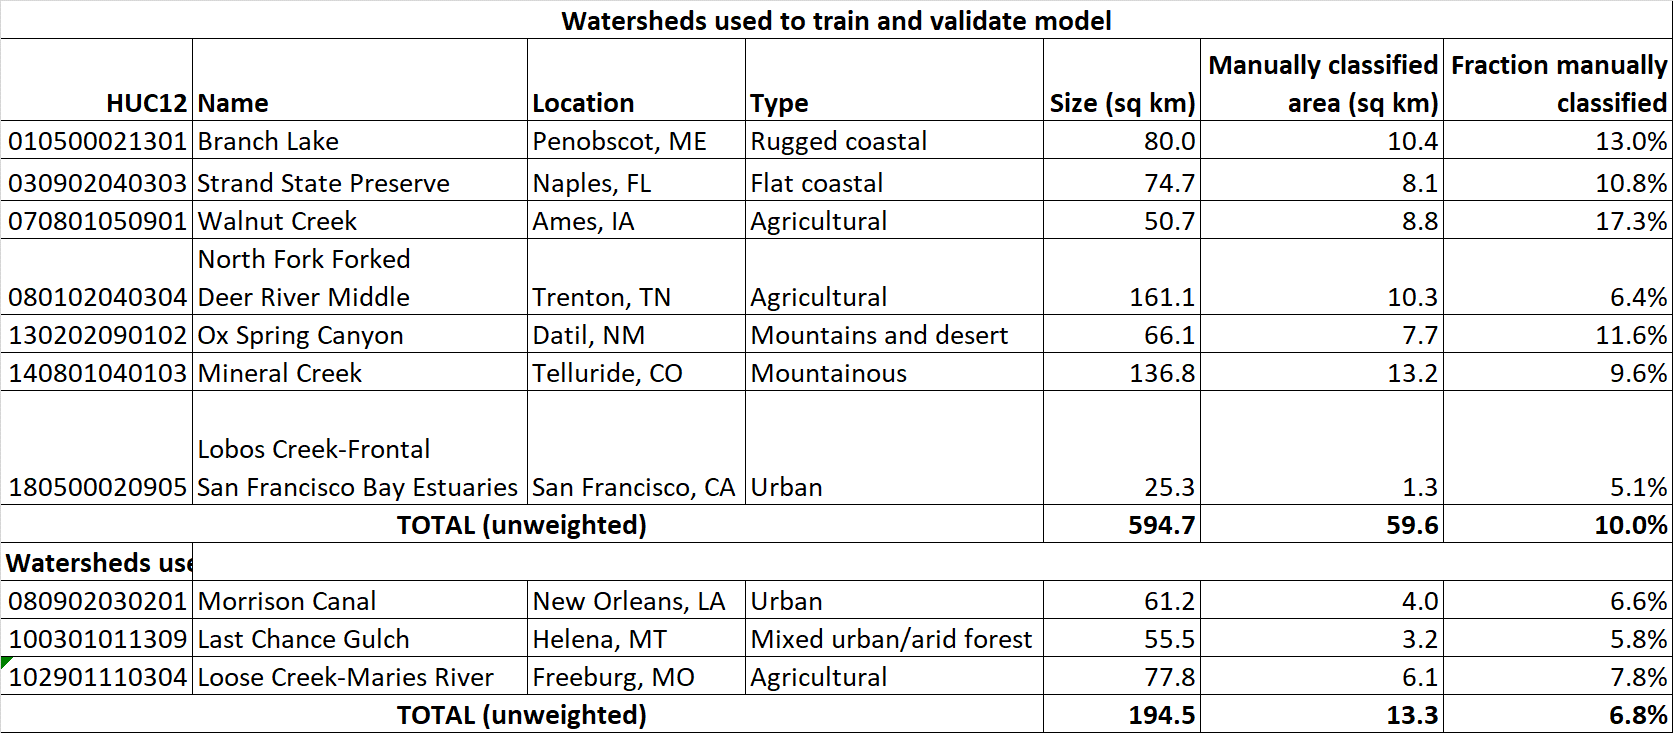 Watersheds used to train and validate model
HUC12 Name Location Type Size (sq km) Manually classified area (sq km) Fraction manually classified
010500021301 Branch Lake Penobscot, ME Rugged coastal 80.0 10.4 13.0%
030902040303 Strand State Preserve Naples, FL Flat coastal 74.7 8.1 10.8%
070801050901 Walnut Creek Ames, IA Agricultural 50.7 8.8 17.3%
North Fork Forked
080102040304 Deer River Middle Trenton, TN Agricultural 161.1 10.3 6.4%
130202090102 Ox Spring Canyon Datil, NM Mountains and desert 66.1 7.7 11.6%
140801040103 Mineral Creek Telluride, CO Mountainous 136.8 13.2 9.6%
Lobos Creek-Frontal
180500020905 San Francisco Bay Estuaries San Francisco, CA Urban 25.3 1.3 5.1%
TOTAL (unweighted) 594.7 59.6 10.0%
Watersheds use
080902030201 Morrison Canal New Orleans, LA Urban 61.2 4.0 6.6%
100301011309 Last Chance Gulch Helena, MT Mixed urban/arid forest 55.5 3.2 5.8%
102901110304 Loose Creek-Maries River Freeburg, MO Agricultural 77.8 6.1 7.8%
TOTAL (unweighted) 194.5 13.3 6.8%